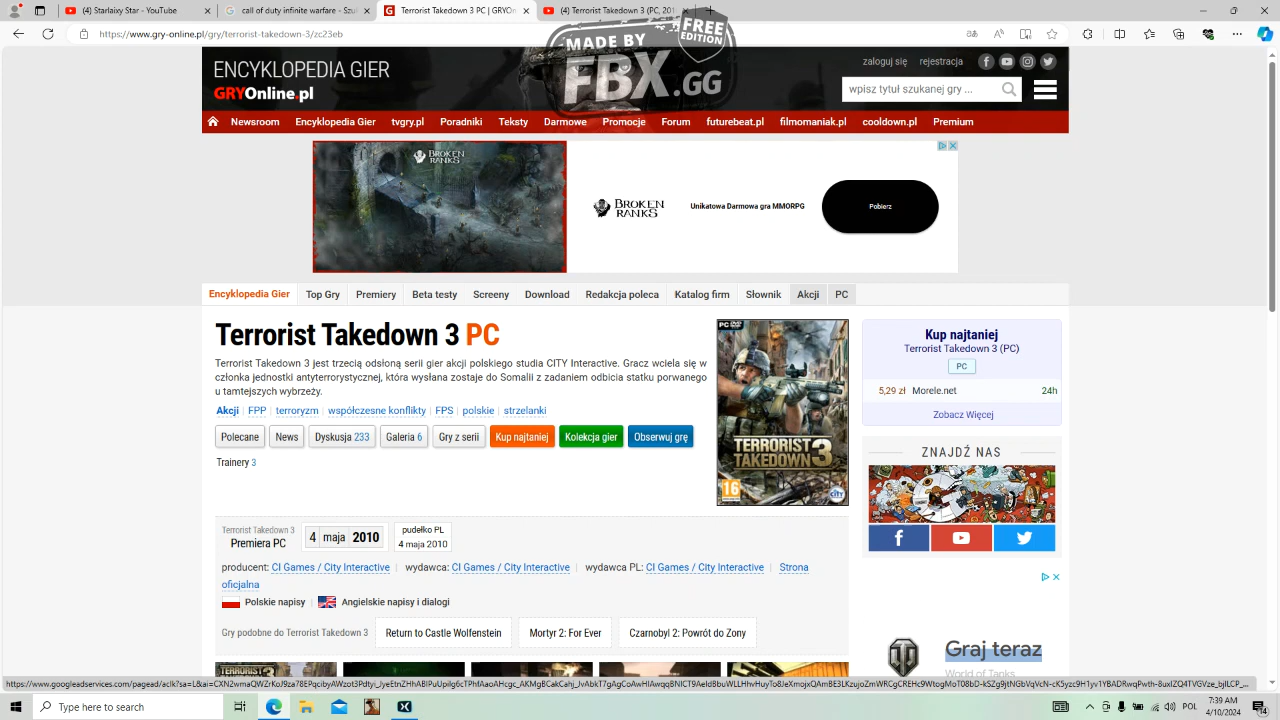 (4) Starlaxy Star - YouTube
call of duty modern
Terrorist Takedown 3 PC | GRYOn
Terrorist Takedown 3 PC
https://www.gry-online.pl/gry/terrorist-takedown-3/zc23eb
MADE BY
FBX.GG
FREE
EDITION
ENCYKLOPEDIA GIER
GRYOnline.pl
zaloguj się rejestracja
wpisz tytuł szukanej gry ...
Newsroom Encyklopedia Gier tvgry.pl Poradniki Teksty Darmowe Promocje Forum futurebeat.pl filmomaniak.pl cooldown.pl Premium
BROKEN
RANKS
BROKEN
RANKS
Unikatowa Darmowa gra MMORPG
Pobierz
Encyklopedia Gier Top Gry Premiery Beta testy Screeny Download Redakcja poleca Katalog firm Słownik Akcji PC
Terrorist Takedown 3 PC
Terrorist Takedown 3 jest trzecią odsłoną serii gier akcji polskiego studia CITY Interactive. Gracz wciela się w
członka jednostki antyterrorystycznej, która wysłana zostaje do Somalii z zadaniem odbicia statku porwanego
u tamtejszych wybrzeży.
Akcji | FPP | terroryzm | współczesne konflikty | FPS | polskie | strzelanki
Polecane News Dyskusja 233 Galeria 6 Gry z serii Kup najtaniej Kolekcja gier Obserwuj grę
Trainery 3
PC DVD
TERRORIST
TAKEDOWN 3
16
CITY
Kup najtaniej
Terrorist Takedown 3 (PC)
PC
5,29 zł Morele.net 24h
Zobacz Więcej
ZNAJDŹ NAS
Terrorist Takedown 3
Premiera PC
4 maja 2010
pudełko PL
4 maja 2010
producent: CI Games / City Interactive | wydawca: CI Games / City Interactive | wydawca PL: CI Games / City Interactive | Strona
oficjalna
Polskie napisy | Angielskie napisy i dialogi
Gry podobne do Terrorist Takedown 3 Return to Castle Wolfenstein Mortyr 2: For Ever Czarnobyl 2: Powrót do Zony
Graj teraz
World of Tanks
Type here to search
POL
7:39 AM
4/10/2024